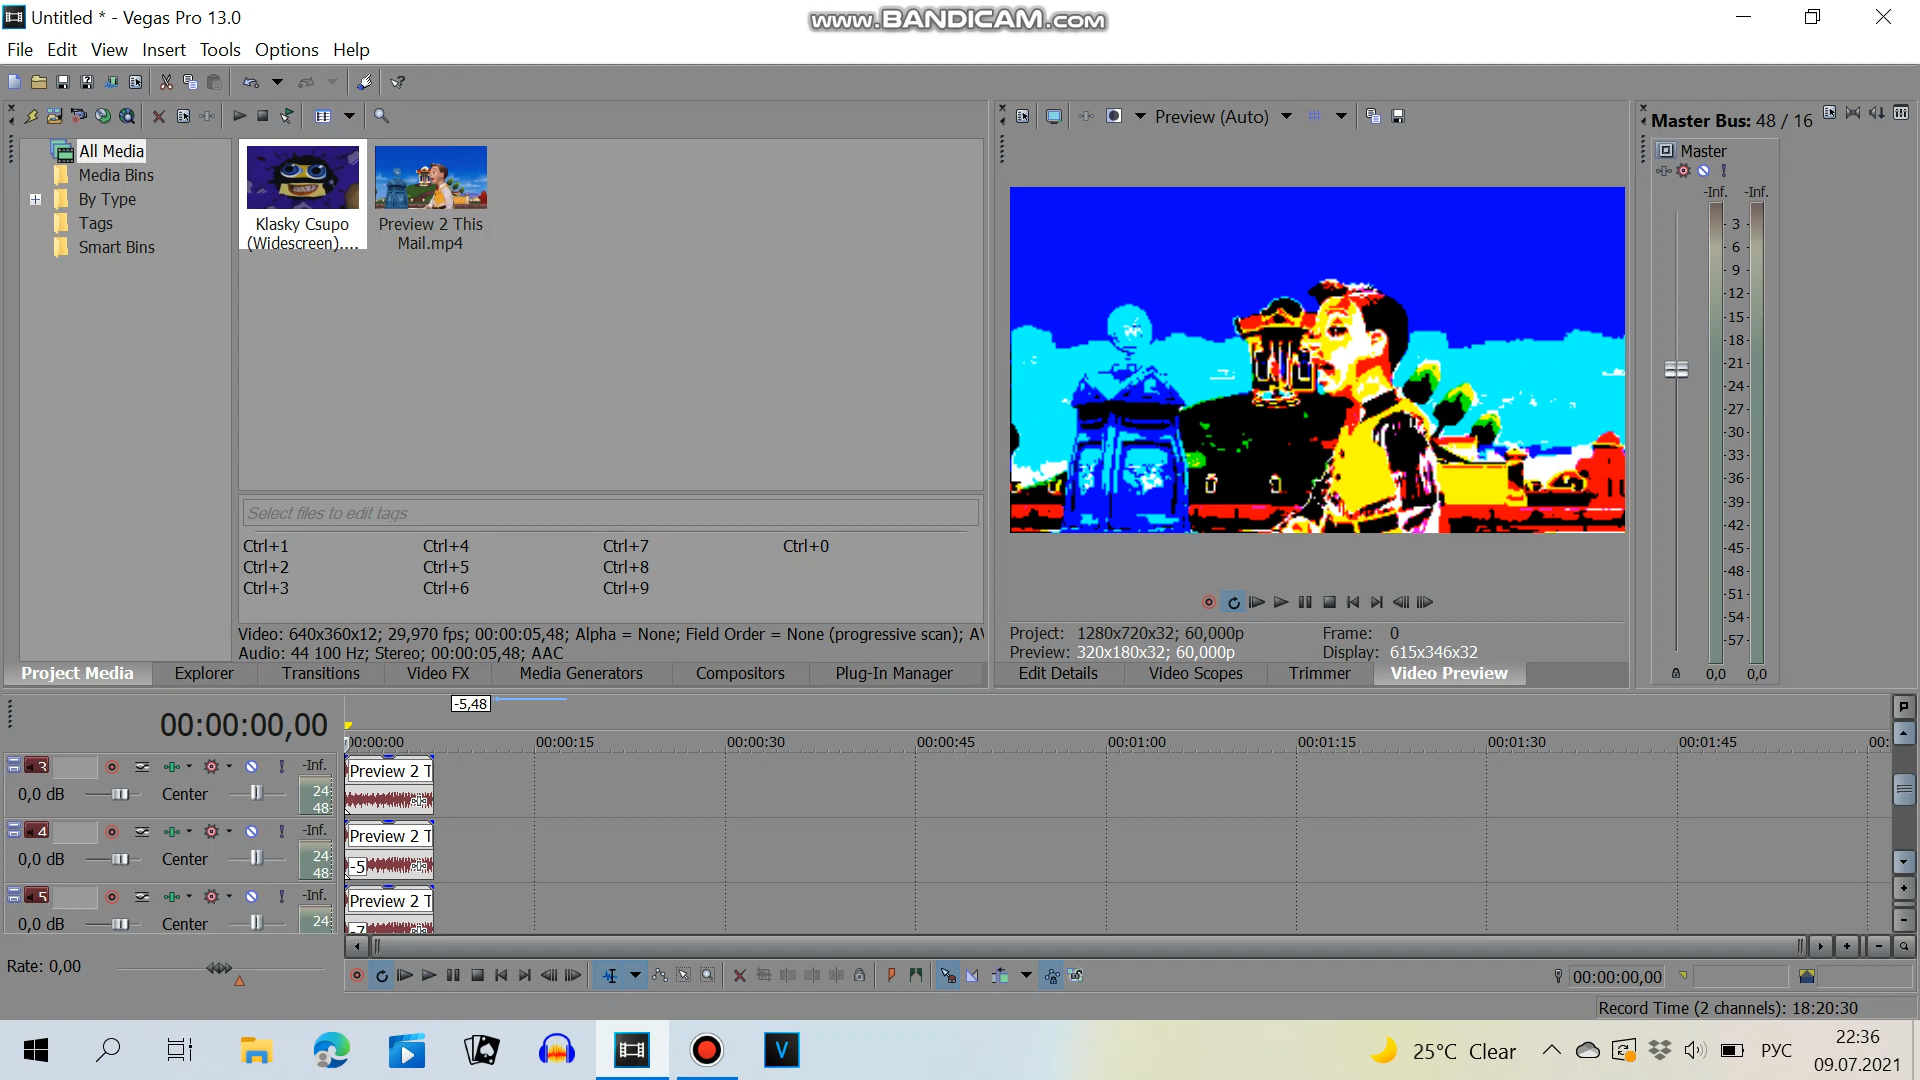 Untitled * - Vegas Pro 13.0
www.BANDICAM.com
File Edit View Insert Tools Options Help
Preview (Auto)
Master Bus: 48 / 16
All Media
Media Bins
By Type
Tags
Smart Bins
Klasky Csupo
(Widescreen)....
Preview 2 This
Mail.mp4
Master
-Inf. -Inf.
3
6
9
12
15
18
21
24
27
30
33
36
39
42
45
48
51
54
57
0,0 0,0
Select files to edit tags
Ctrl+1 Ctrl+4 Ctrl+7 Ctrl+0
Ctrl+2 Ctrl+5 Ctrl+8
Ctrl+3 Ctrl+6 Ctrl+9
Video: 640x360x12; 29,970 fps; 00:00:05,48; Alpha = None; Field Order = None (progressive scan); AV
Audio: 44 100 Hz; Stereo; 00:00:05,48; AAC
Project: 1280x720x32; 60,000p Frame: 0
Preview: 320x180x32; 60,000p Display: 615x346x32
Project Media Explorer Transitions Video FX Media Generators Compositors Plug-In Manager
Edit Details Video Scopes Trimmer Video Preview
-5,48
00:00:00,00
00:00:00 00:00:15 00:00:30 00:00:45 00:01:00 00:01:15 00:01:30 00:01:45 00:
3 -Inf.
Preview 2 T
0,0 dB Center 24
48
4 -Inf.
Preview 2 T
0,0 dB Center 24
48
-5
5 -Inf.
Preview 2 T
0,0 dB Center 24
-7
Rate: 0,00
00:00:00,00
Record Time (2 channels): 18:20:30
V
25°C Clear
РУС
22:36
09.07.2021